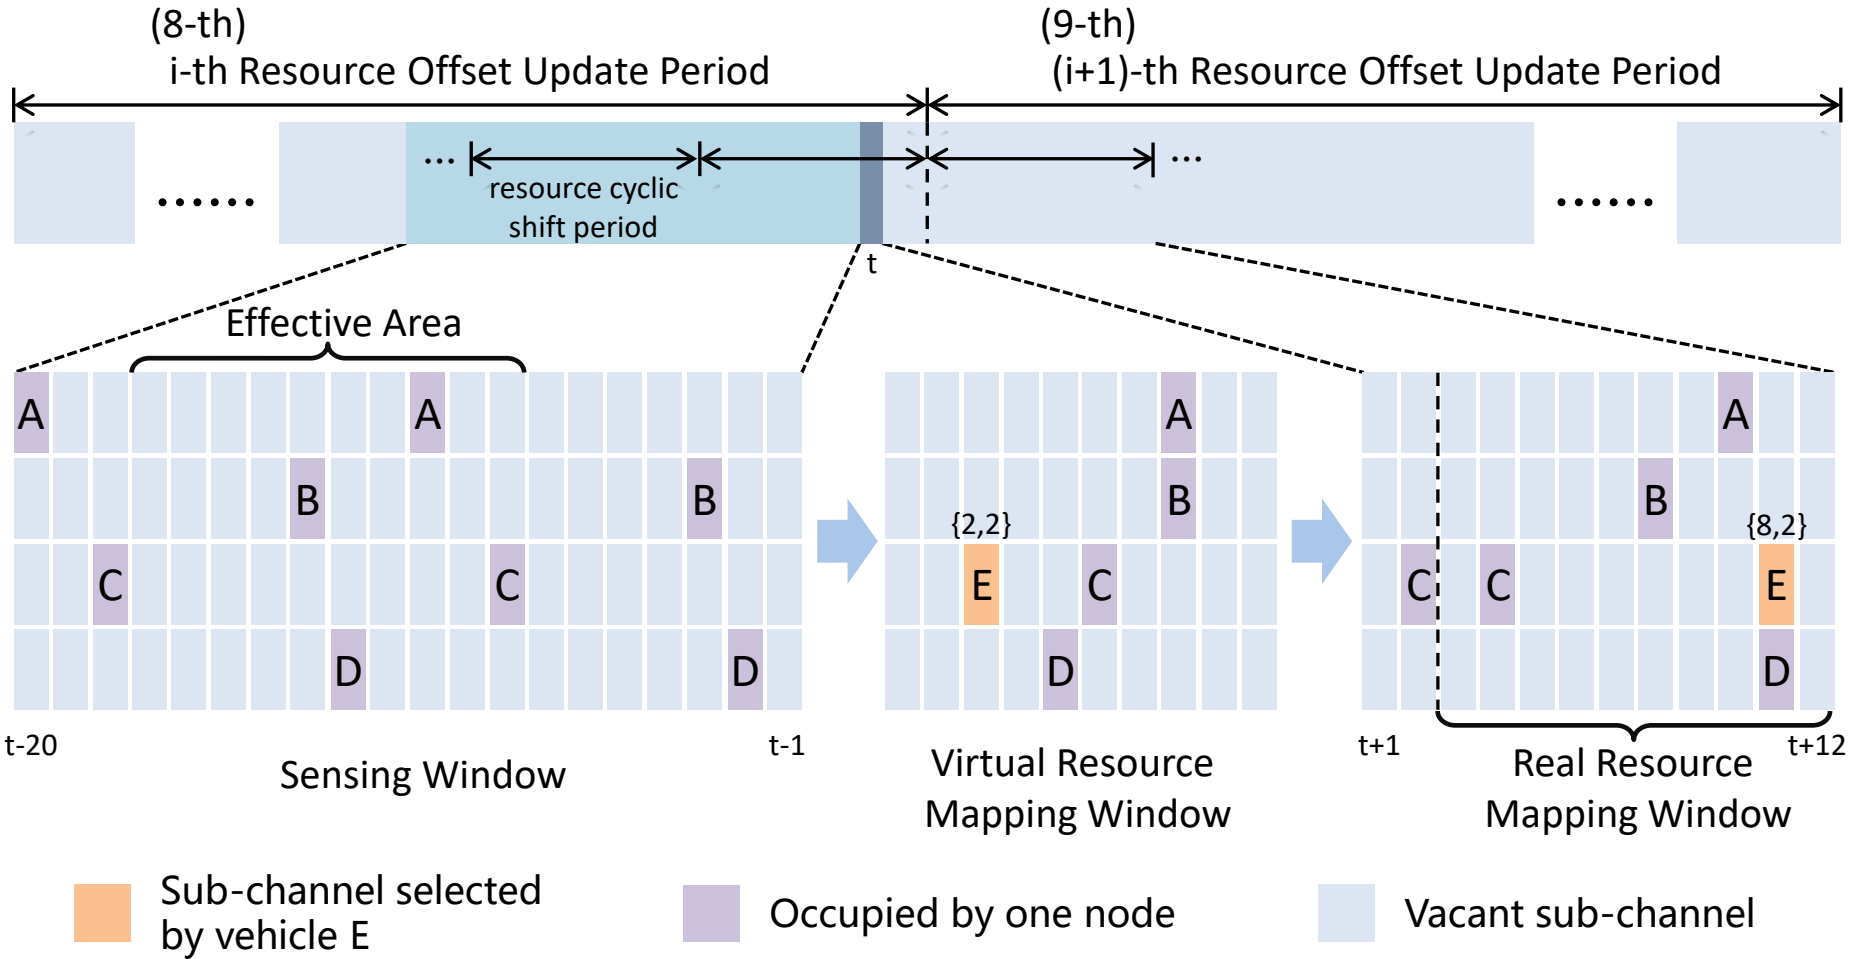 (8-th)
(9-th)
i-th Resource Offset Update Period
(i+1)-th Resource Offset Update Period
...
...
resource cyclic
shift period
......
......
t
Effective Area
A
A
A
A
B
B
B
B
{2,2}
{8,2}
C
C
E
C
C
C
E
D
D
D
D
t-20
t-1
t+1
t+12
Sensing Window
Virtual Resource
Mapping Window
Real Resource
Mapping Window
Sub-channel selected
by vehicle E
Occupied by one node
Vacant sub-channel